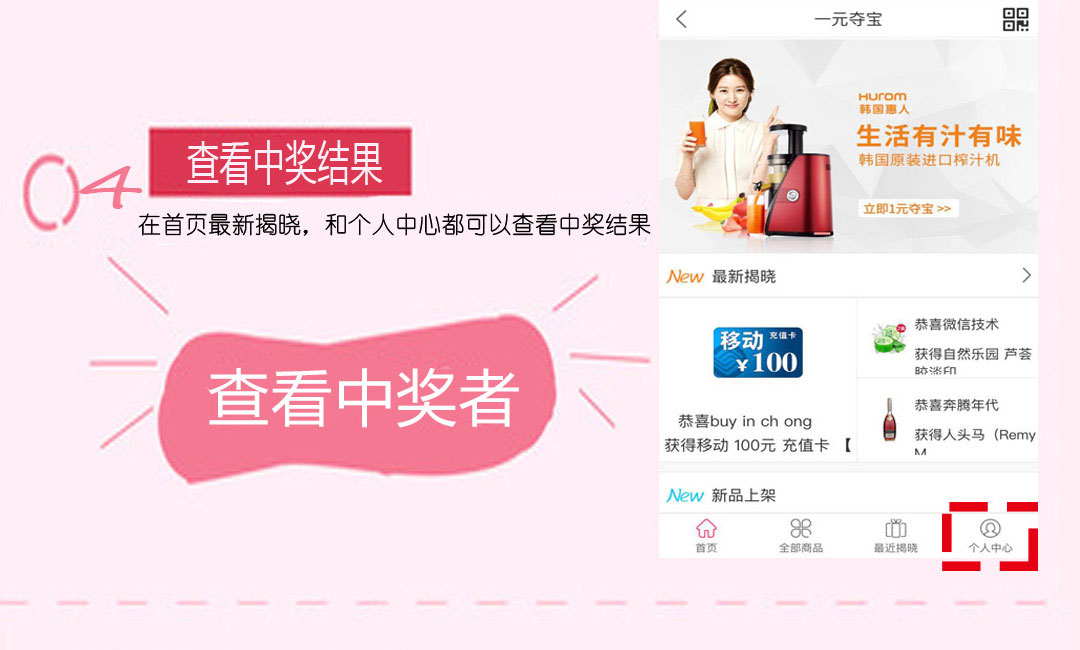 04
查看中奖结果
在首页最新揭晓，和个人中心都可以查看中奖结果
查看中奖者
一元夺宝
HUROM
韩国惠人
生活有汁有味
韩国原装进口榨汁机
立即1元夺宝 >>
New 最新揭晓
移动 充值卡
¥100
恭喜buy in ch ong
获得移动 100元 充值卡 【
恭喜微信技术
获得自然乐园 芦荟
胶淡印
恭喜奔腾年代
获得人头马（Remy
M
New 新品上架
首页
全部商品
最近揭晓
个人中心